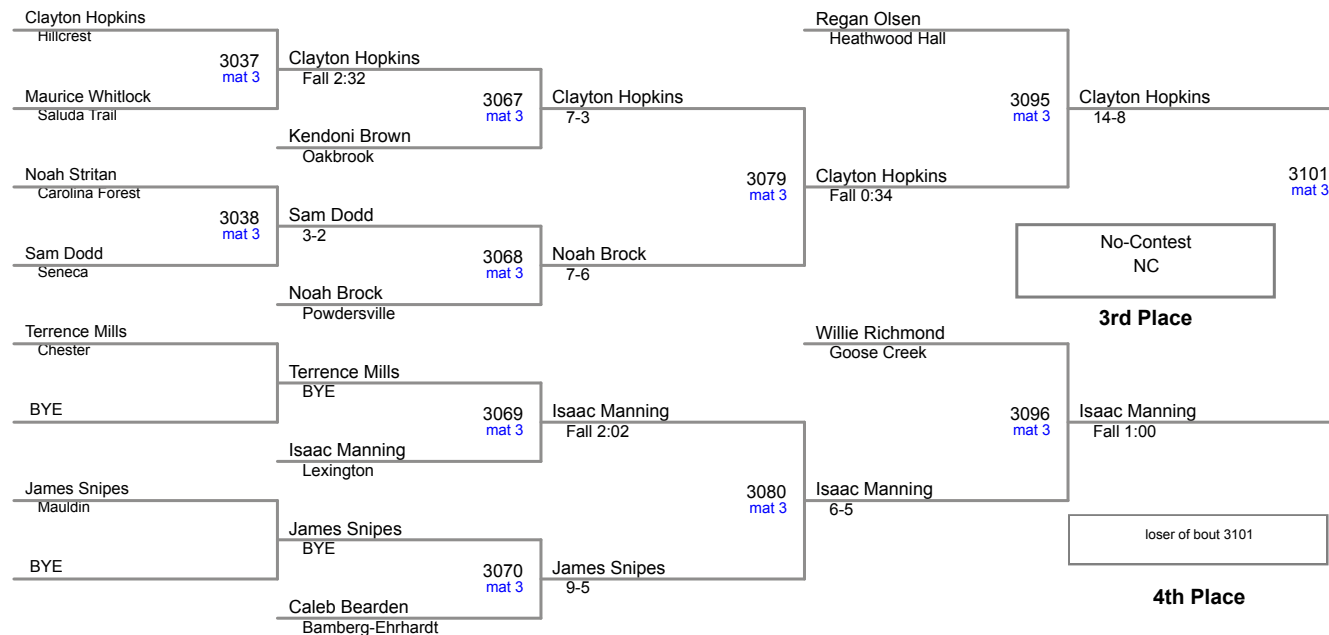 Clayton Hopkins
Hillcrest
3037
mat 3
Maurice Whitlock
Saluda Trail
Noah Stritan
Carolina Forest
3038
mat 3
Sam Dodd
Seneca
Terrence Mills
Chester
BYE
James Snipes
Mauldin
BYE
Clayton Hopkins
Fall 2:32
3067
mat 3
Kendoni Brown
Oakbrook
Sam Dodd
3-2
3068
mat 3
Noah Brock
Powdersville
Terrence Mills
BYE
3069
mat 3
Isaac Manning
Lexington
James Snipes
BYE
3070
mat 3
Caleb Bearden
Bamberg-Ehrhardt
Clayton Hopkins
7-3
3079
mat 3
Noah Brock
7-6
Isaac Manning
Fall 2:02
3080
mat 3
James Snipes
9-5
Regan Olsen
Heathwood Hall
3095
mat 3
Clayton Hopkins
Fall 0:34
Willie Richmond
Goose Creek
3096
mat 3
Isaac Manning
6-5
Clayton Hopkins
14-8
3101
mat 3
No-Contest
NC
3rd Place
Isaac Manning
Fall 1:00
loser of bout 3101
4th Place